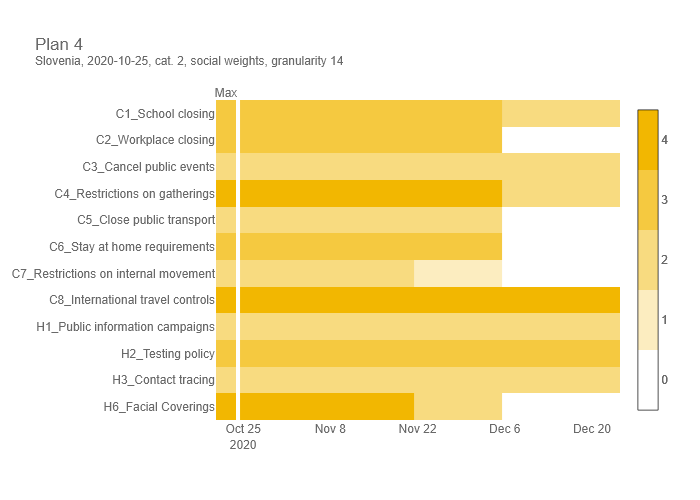 Plan 4
Slovenia, 2020-10-25, cat. 2, social weights, granularity 14
Max
C1_School closing
C2_Workplace closing
C3_Cancel public events
C4_Restrictions on gatherings
C5_Close public transport
C6_Stay at home requirements
C7_Restrictions on internal movement
C8_International travel controls
H1_Public information campaigns
H2_Testing policy
H3_Contact tracing
H6_Facial Coverings
Oct 25 Nov 8 Nov 22 Dec 6 Dec 20
2020
4
3
2
1
0